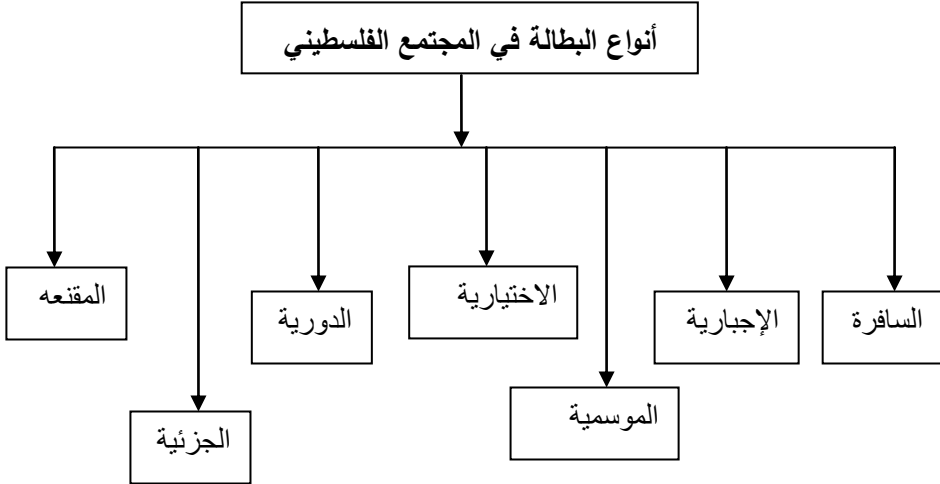 أنواع البطالة في المجتمع الفلسطيني
السافرة
الإجبارية
الموسمية
الاختيارية
الدورية
الجزئية
المقنعه